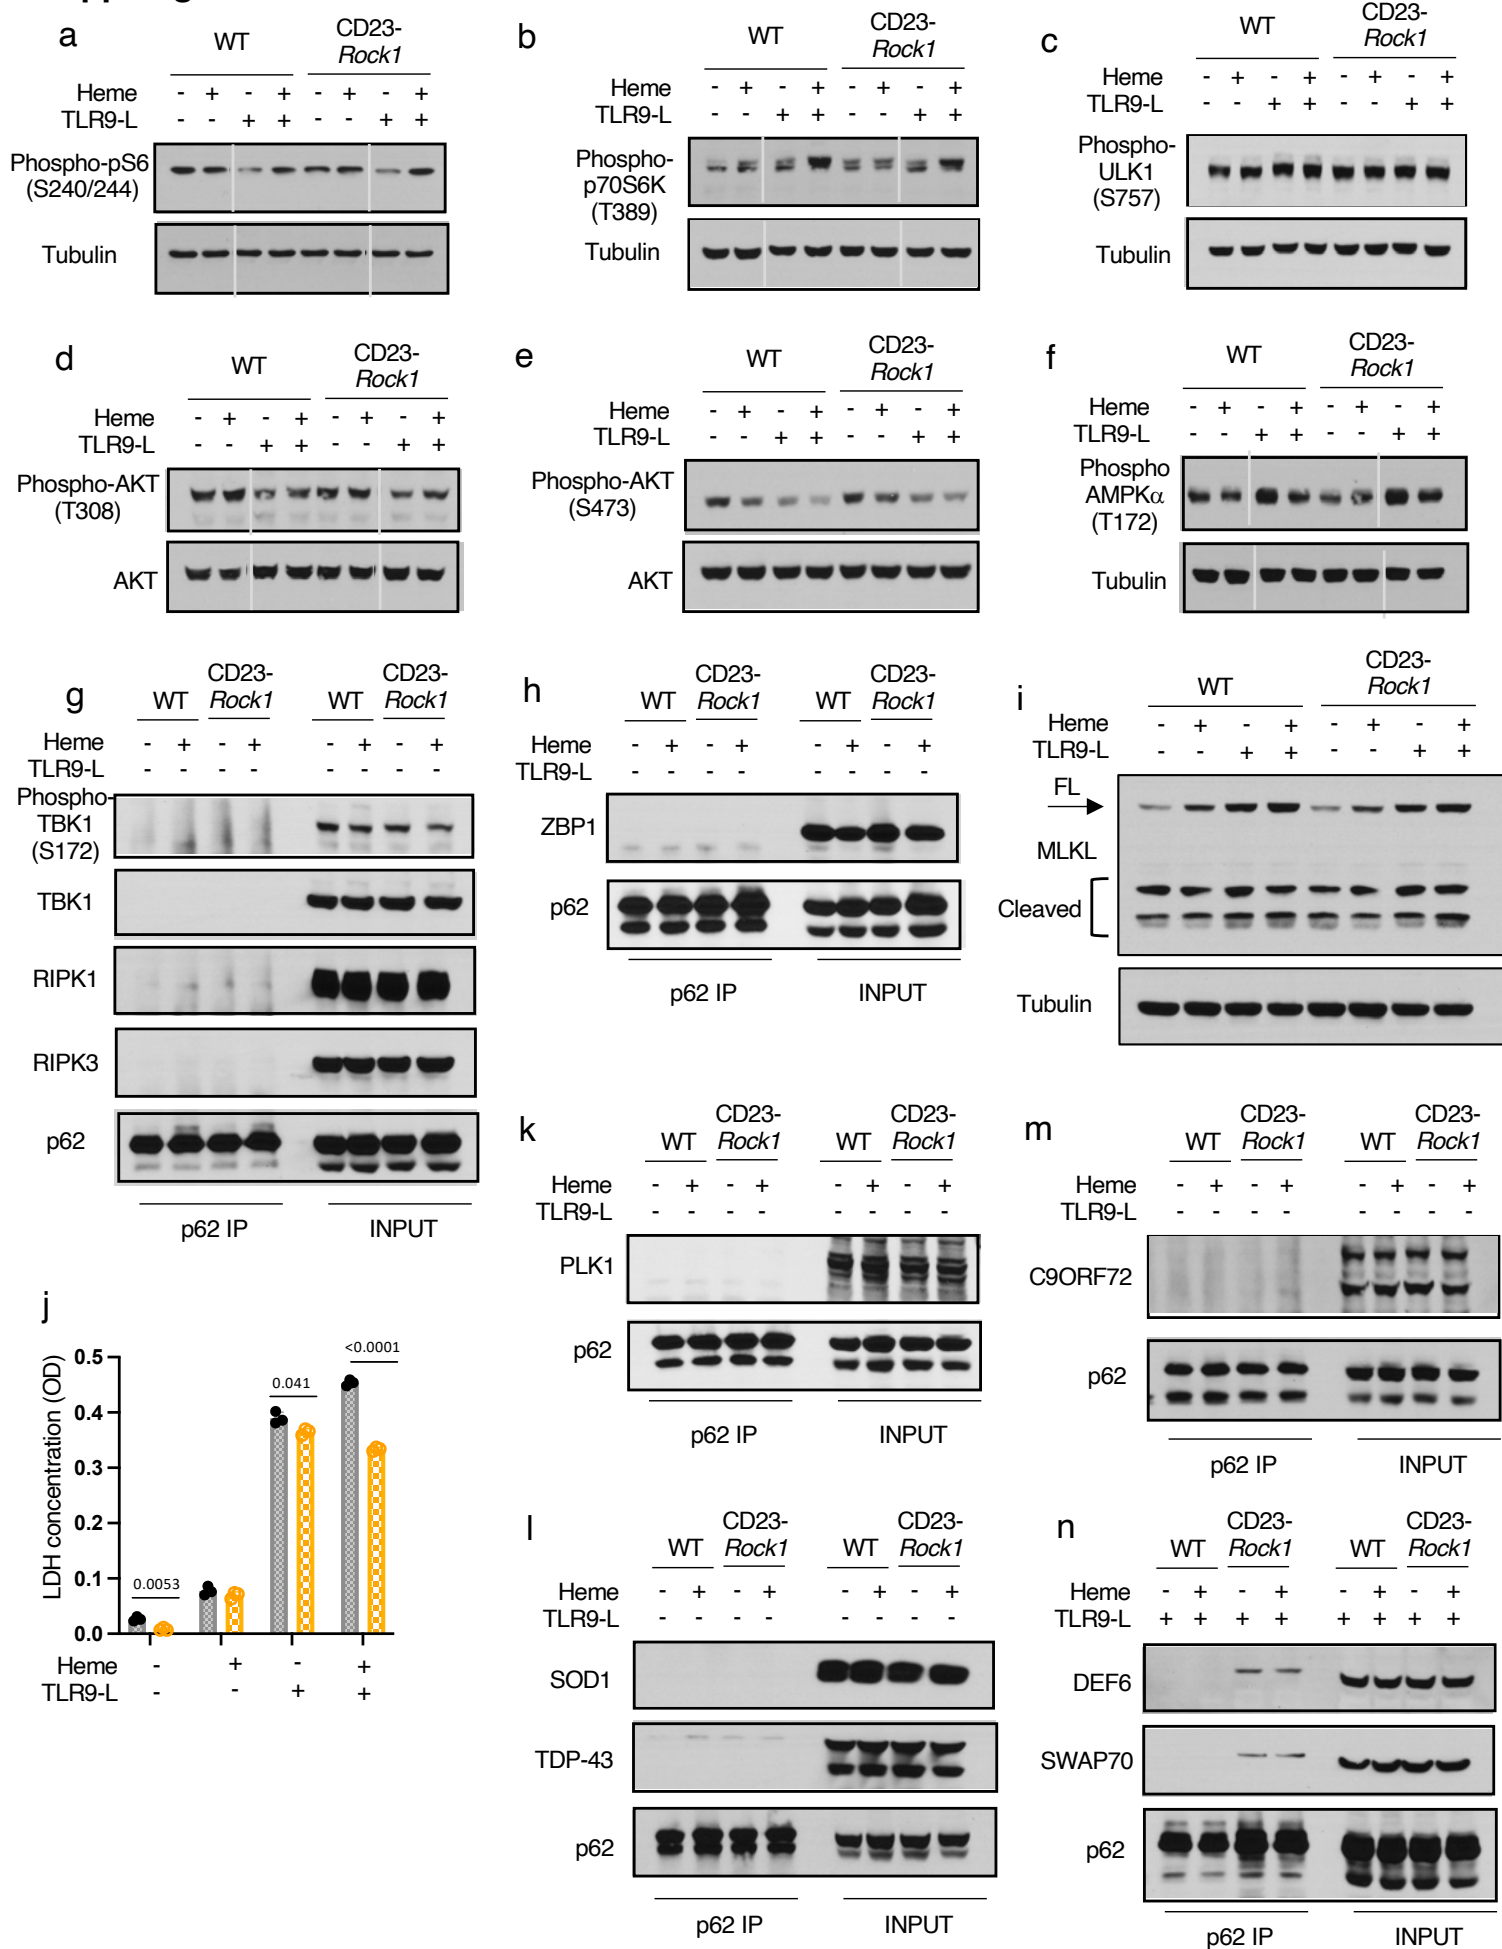 a
WT
CD23-
Rock1
Heme - + - + - + - +
TLR9-L - - + + - - + +
Phospho-pS6
(S240/244)
Tubulin
b
WT
CD23-
Rock1
Heme - + - + - + - +
TLR9-L - - + + - - + +
Phospho-
p70S6K
(T389)
Tubulin
c
WT
CD23-
Rock1
Heme - + - + - + - +
TLR9-L - - + + - - + +
Phospho-
ULK1
(S757)
Tubulin
d
WT
CD23-
Rock1
Heme - + - + - + - +
TLR9-L - - + + - - + +
Phospho-AKT
(T308)
AKT
e
WT
CD23-
Rock1
Heme - + - + - + - +
TLR9-L - - + + - - + +
Phospho-AKT
(S473)
AKT
f
WT
CD23-
Rock1
Heme - + - + - + - +
TLR9-L - - + + - - + +
Phospho
AMPKα
(T172)
Tubulin
g
WT
CD23-
Rock1
WT
CD23-
Rock1
Heme - + - + - + - +
TLR9-L - - - - - - - -
Phospho-
TBK1
(S172)
TBK1
RIPK1
RIPK3
p62
p62 IP INPUT
h
WT
CD23-
Rock1
WT
CD23-
Rock1
Heme - + - + - + - +
TLR9-L - - - - - - - -
ZBP1
p62
p62 IP INPUT
i
WT
CD23-
Rock1
Heme - + - + - + - +
TLR9-L - - + + - - + +
FL
MLKL
Cleaved
Tubulin
j
LDH concentration (OD)
0.5
0.4
0.3
0.2
0.1
0.0
0.0053
0.041
<0.0001
Heme - + - +
TLR9-L - - + +
k
WT
CD23-
Rock1
WT
CD23-
Rock1
Heme - + - + - + - +
TLR9-L - - - - - - - -
PLK1
p62
p62 IP INPUT
m
WT
CD23-
Rock1
WT
CD23-
Rock1
Heme - + - + - + - +
TLR9-L - - - - - - - -
C9ORF72
p62
p62 IP INPUT
l
WT
CD23-
Rock1
WT
CD23-
Rock1
Heme - + - + - + - +
TLR9-L - - - - - - - -
SOD1
TDP-43
p62
p62 IP INPUT
n
WT
CD23-
Rock1
WT
CD23-
Rock1
Heme - + - + - + - +
TLR9-L + + + + + + + +
DEF6
SWAP70
p62
p62 IP INPUT